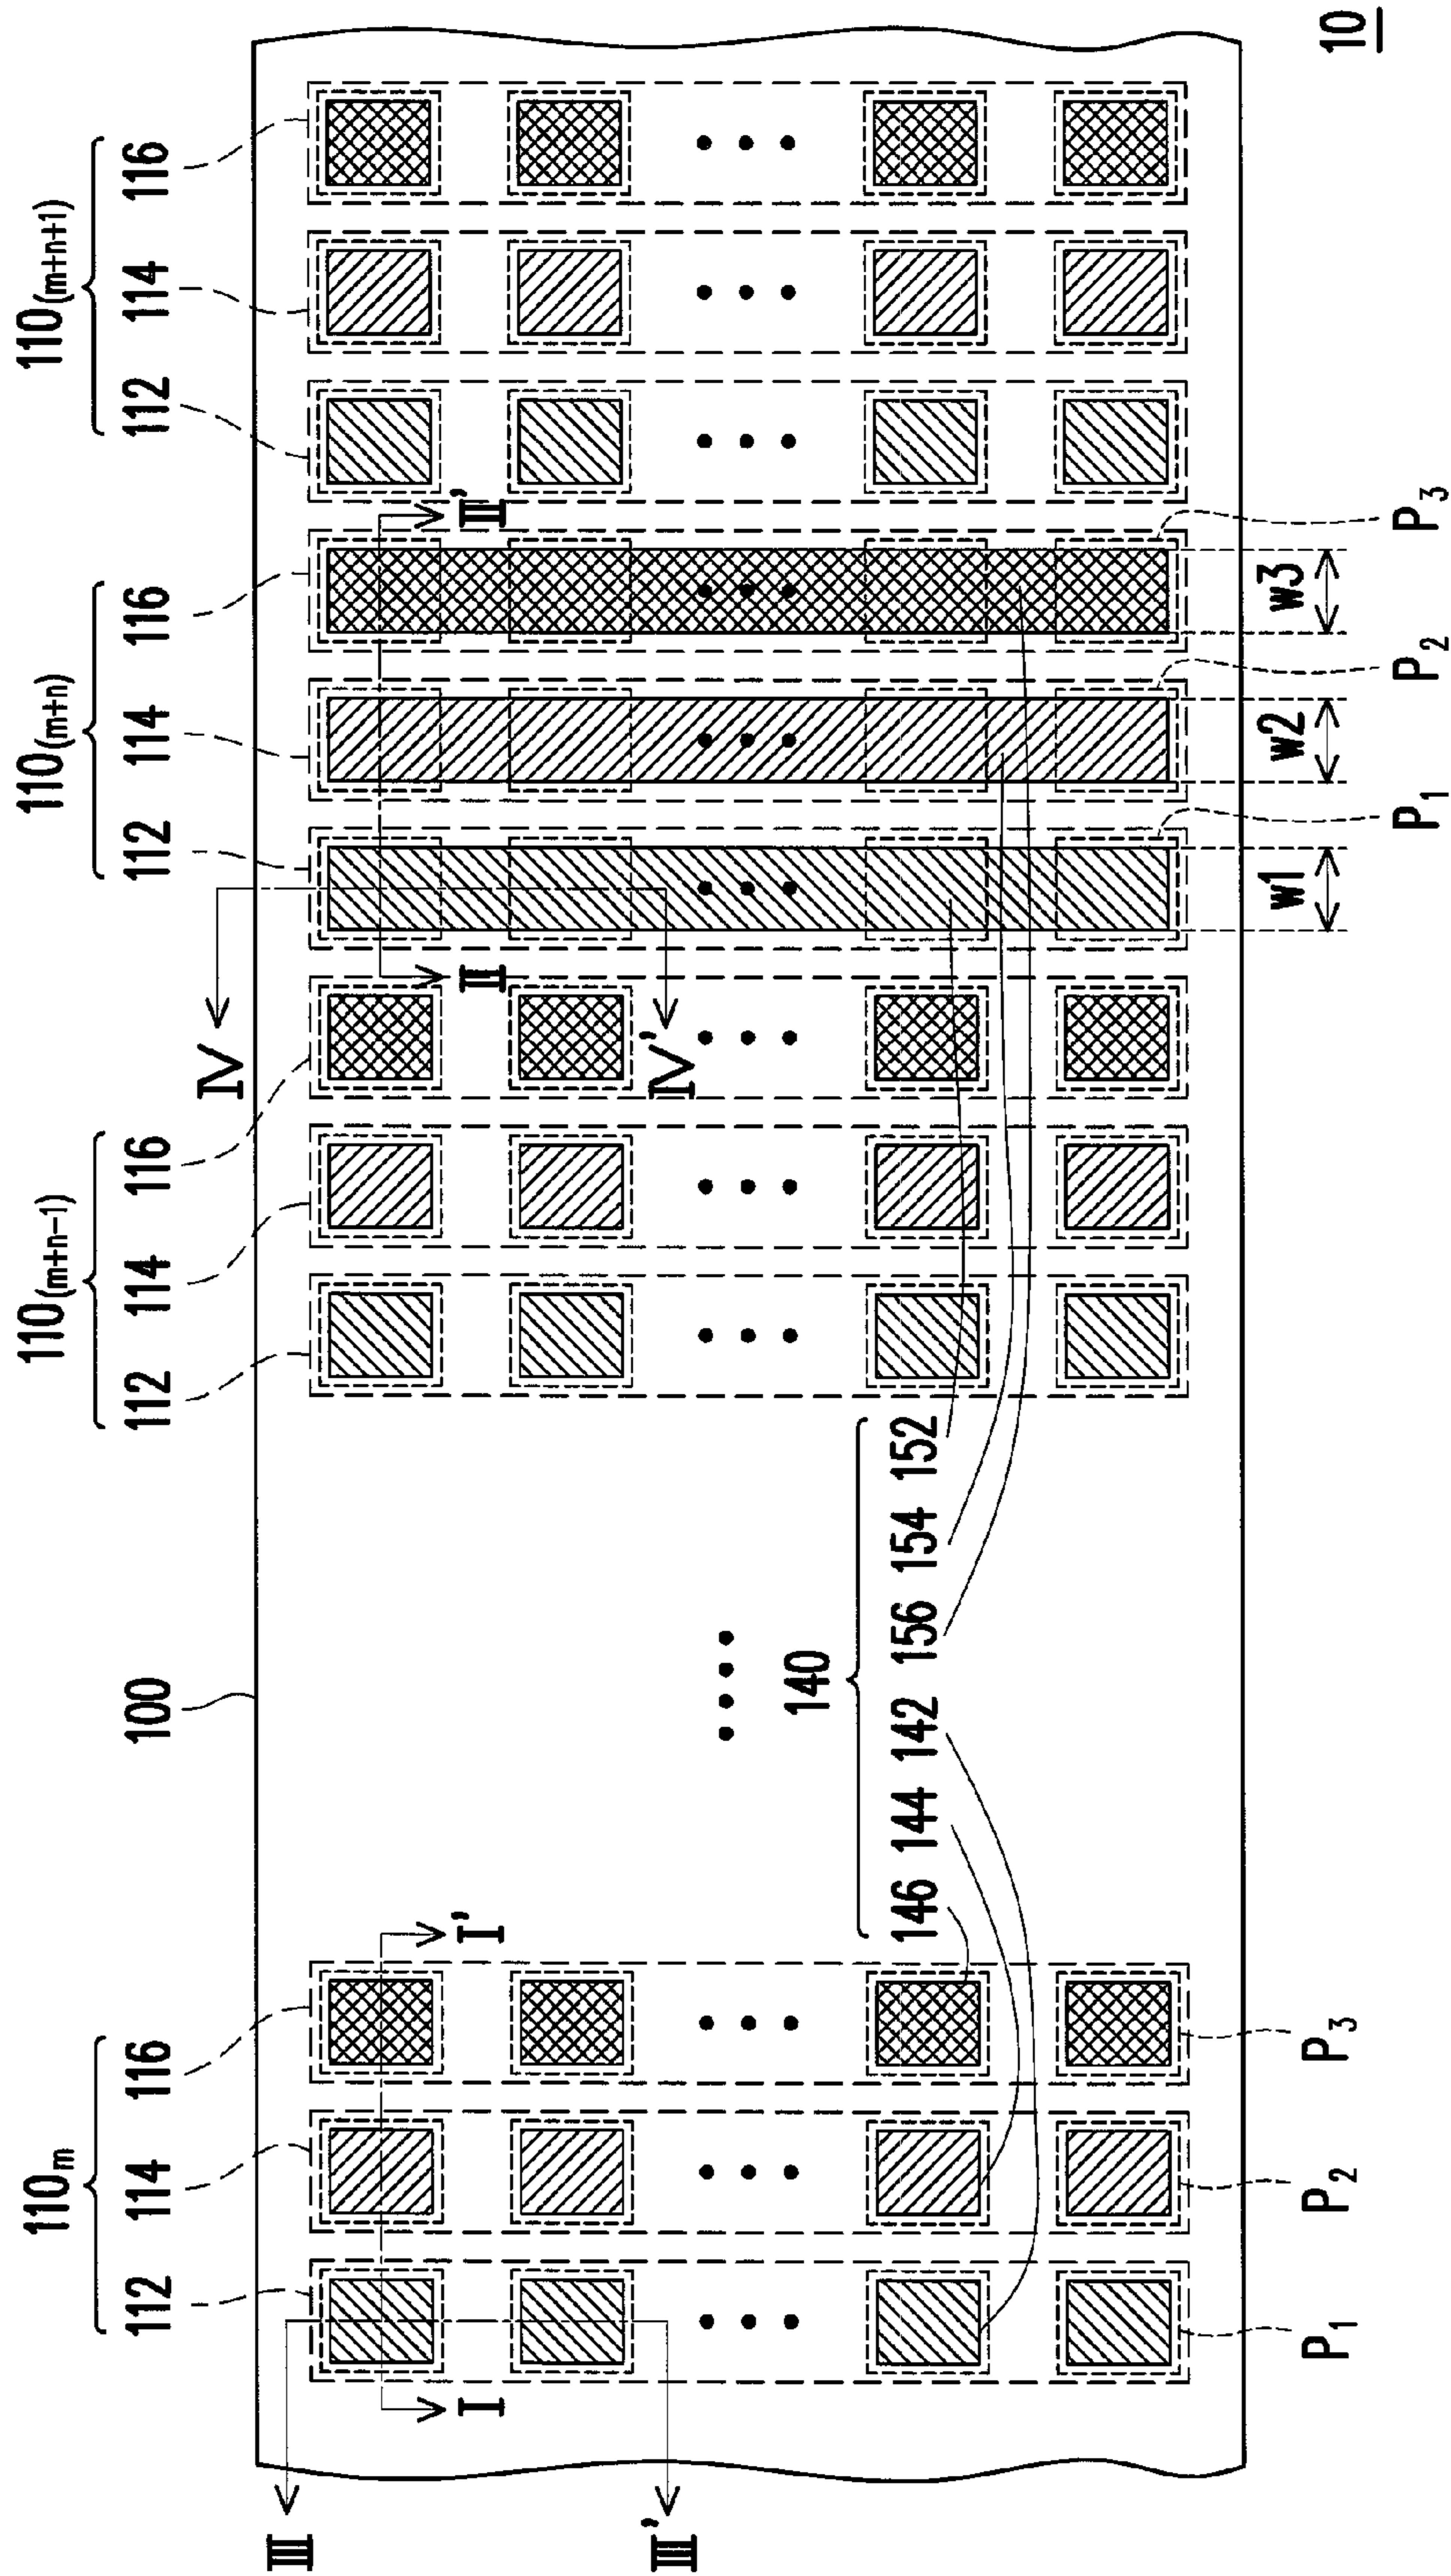 110m 110(m+n-1) 110(m+n) 110(m+n+1)
112 114 116 100 112 114 116 112 114 116 112 114 116
III IV
I I' II II'
III' IV'
140
146 144 142 156 154 152
w1 w2 w3
P1 P2 P3 P1 P2 P3
10